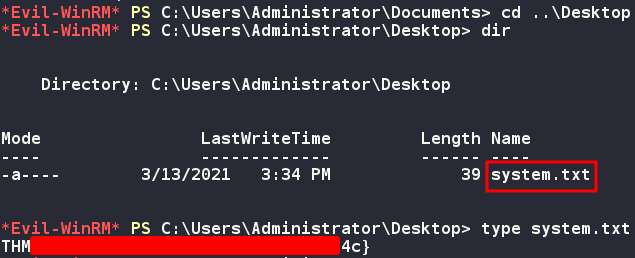 *Evil-WinRM* PS C:\Users\Administrator\Documents> cd ..\Desktop
*Evil-WinRM* PS C:\Users\Administrator\Desktop> dir
Directory: C:\Users\Administrator\Desktop
Mode LastWriteTime Length Name
---- ------------- ------ ----
-a---- 3/13/2021 3:34 PM 39 system.txt
*Evil-WinRM* PS C:\Users\Administrator\Desktop> type system.txt
THM 4c}